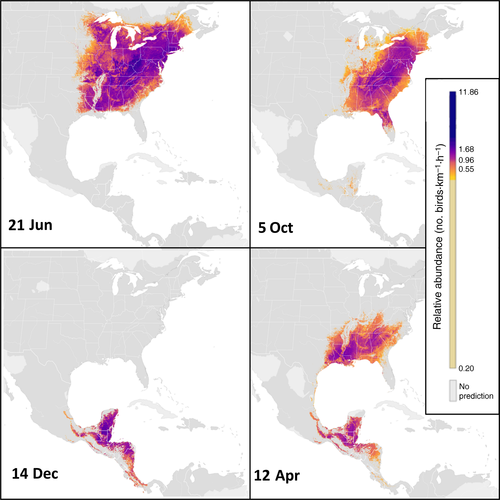 21 Jun
5 Oct
14 Dec
12 Apr
Relative abundance (no. birds·km⁻¹·h⁻¹)
11.86
1.68
0.96
0.55
0.20
No
prediction